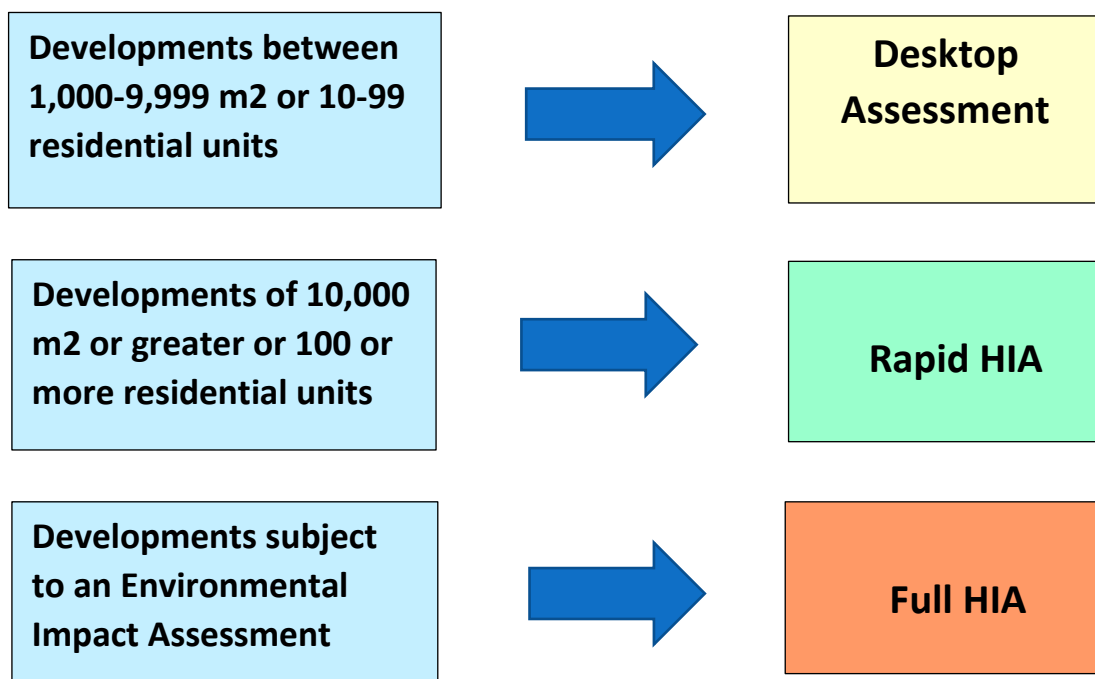 Developments between
1,000-9,999 m2 or 10-99
residential units
Desktop
Assessment
Developments of 10,000
m2 or greater or 100 or
more residential units
Rapid HIA
Developments subject
to an Environmental
Impact Assessment
Full HIA